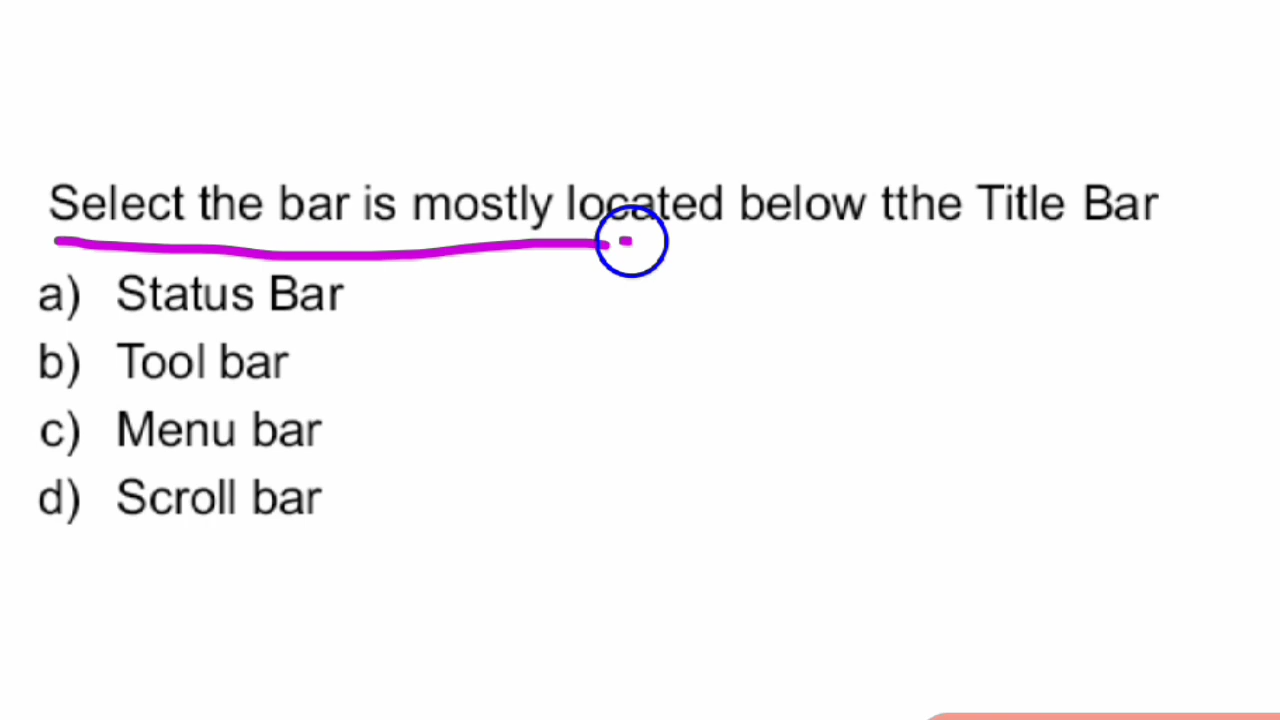 Select the bar is mostly located below tthe Title Bar
a) Status Bar
b) Tool bar
c) Menu bar
d) Scroll bar